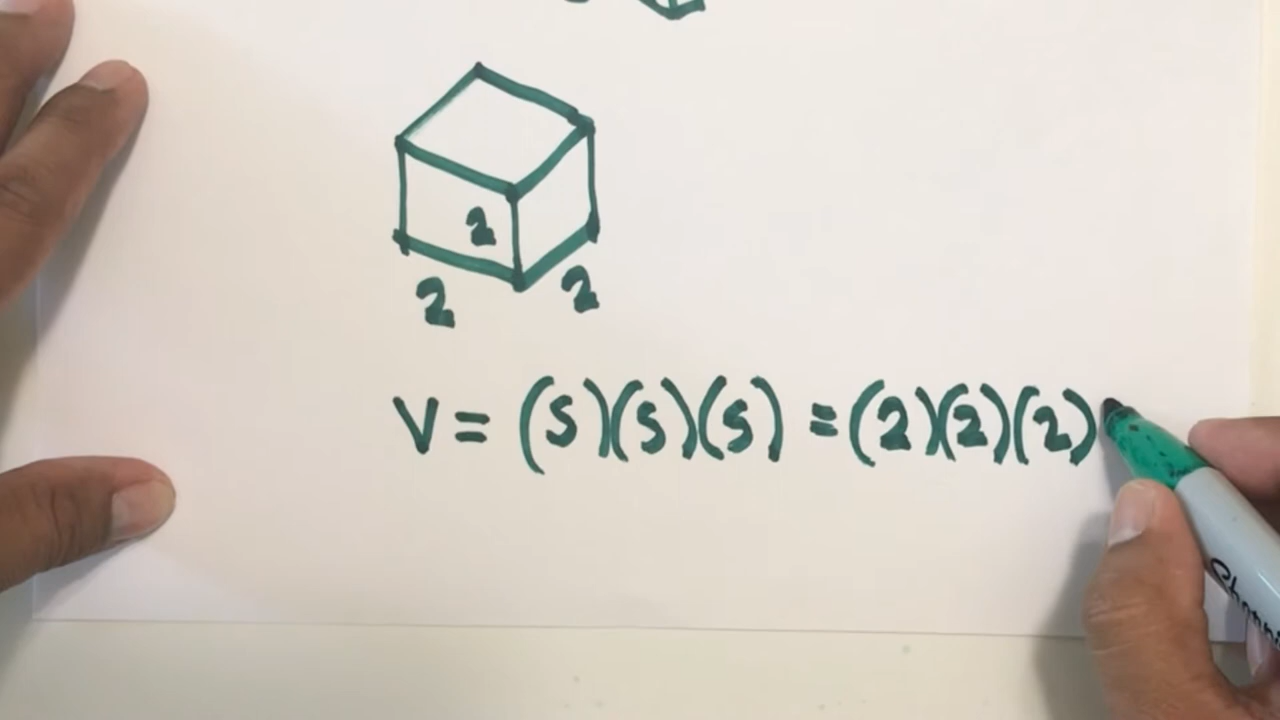 2
2 2
V = (S)(S)(S) = (2)(2)(2)